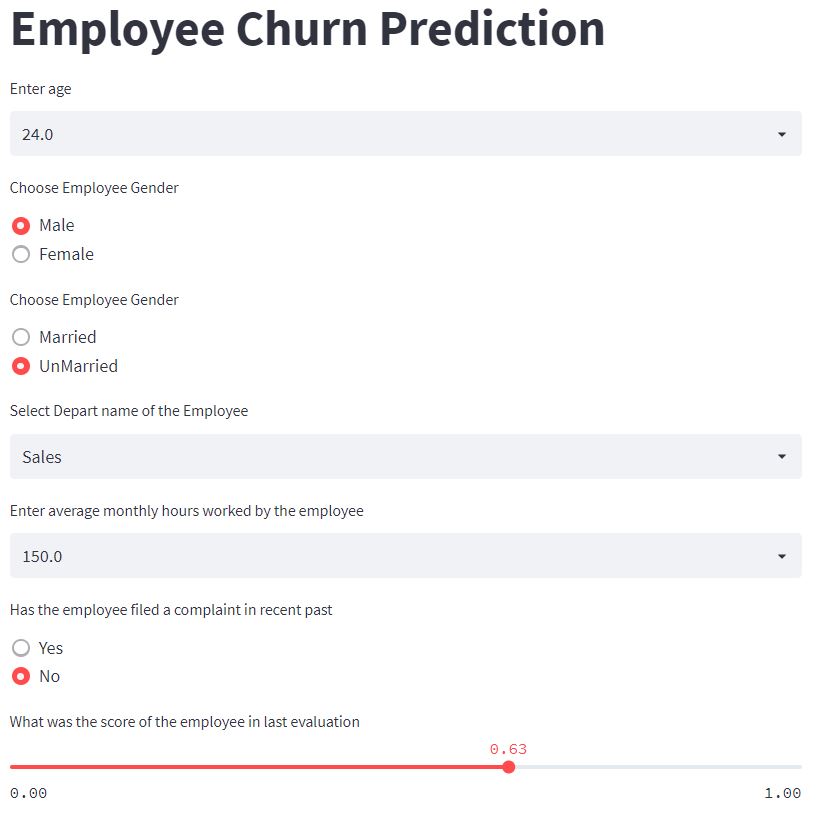 Employee Churn Prediction
Enter age
24.0
Choose Employee Gender
Male
Female
Choose Employee Gender
Married
UnMarried
Select Depart name of the Employee
Sales
Enter average monthly hours worked by the employee
150.0
Has the employee filed a complaint in recent past
Yes
No
What was the score of the employee in last evaluation
0.63
0.00 1.00